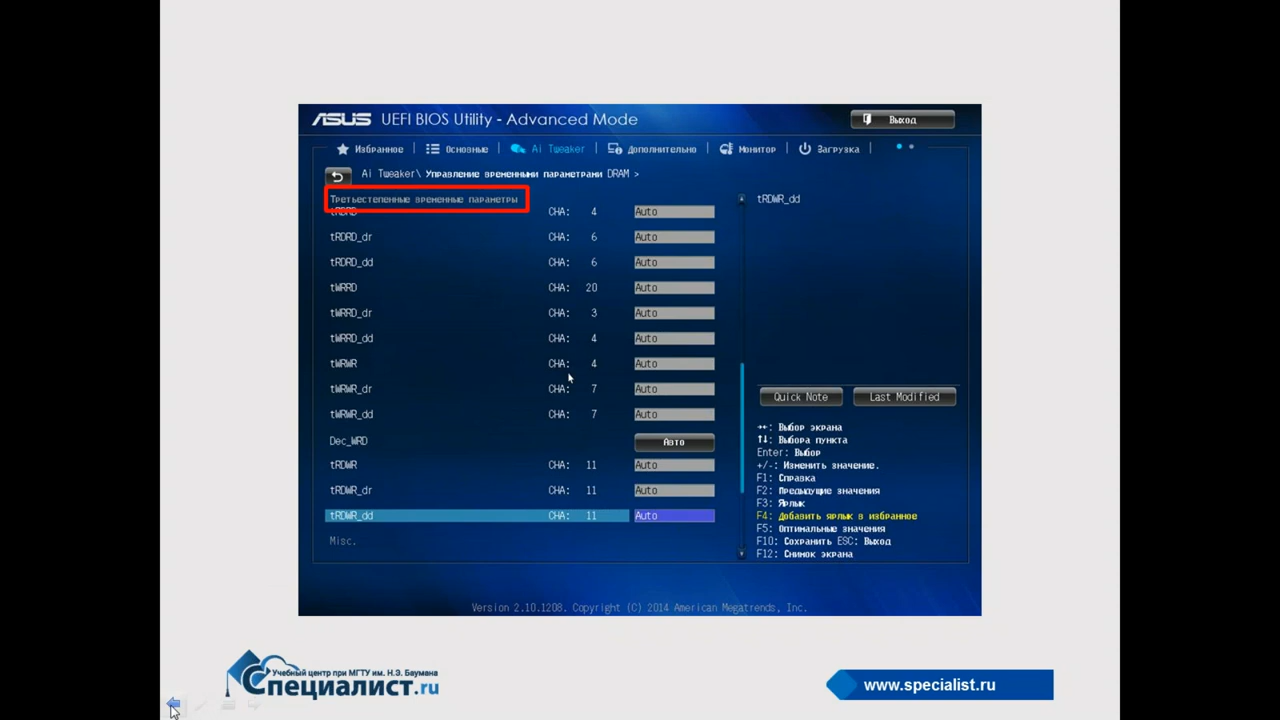 ASUS UEFI BIOS Utility - Advanced Mode
Выход
Избранное
Основные
Ai Tweaker
Дополнительно
Монитор
Загрузка
Ai Tweaker\ Управление временными параметрами DRAM >
Третьестепенные временные параметры
tRDRD CHA: 4 Auto
tRDRD_dr CHA: 6 Auto
tRDRD_dd CHA: 6 Auto
tWRRD CHA: 20 Auto
tWRRD_dr CHA: 3 Auto
tWRRD_dd CHA: 4 Auto
tWRWR CHA: 4 Auto
tWRWR_dr CHA: 7 Auto
tWRWR_dd CHA: 7 Auto
Dec_WRD Авто
tRDWR CHA: 11 Auto
tRDWR_dr CHA: 11 Auto
tRDWR_dd CHA: 11 Auto
Misc.
tRDWR_dd
Quick Note
Last Modified
→←: Выбор экрана
↑↓: Выбора пункта
Enter: Выбор
+/-: Изменить значение.
F1: Справка
F2: Предыдущие значения
F3: Ярлык
F4: Добавить ярлык в избранное
F5: Оптимальные значения
F10: Сохранить ESC: Выход
F12: Снимок экрана
Version 2.10.1208. Copyright (C) 2014 American Megatrends, Inc.
Учебный центр при МГТУ им. Н.Э. Баумана
Специалист.ru
www.specialist.ru